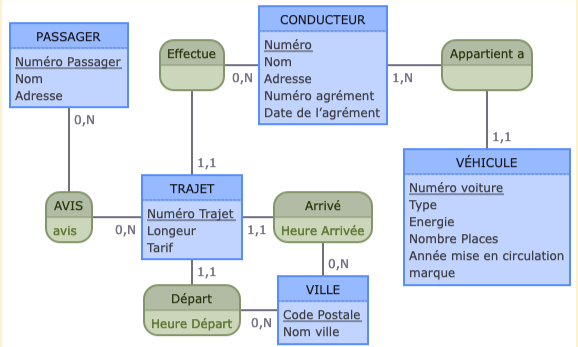 PASSAGER
Numéro Passager
Nom
Adresse
Effectue
CONDUCTEUR
Numéro
Nom
Adresse
Numéro agrément
Date de l'agrément
Appartient a
0,N
1,N
0,N
1,1
1,1
VÉHICULE
Numéro voiture
Type
Energie
Nombre Places
Année mise en circulation
marque
AVIS
avis
0,N
TRAJET
Numéro Trajet
Longeur
Tarif
1,1
Arrivé
Heure Arrivée
1,1
0,N
Départ
Heure Départ
0,N
VILLE
Code Postale
Nom ville